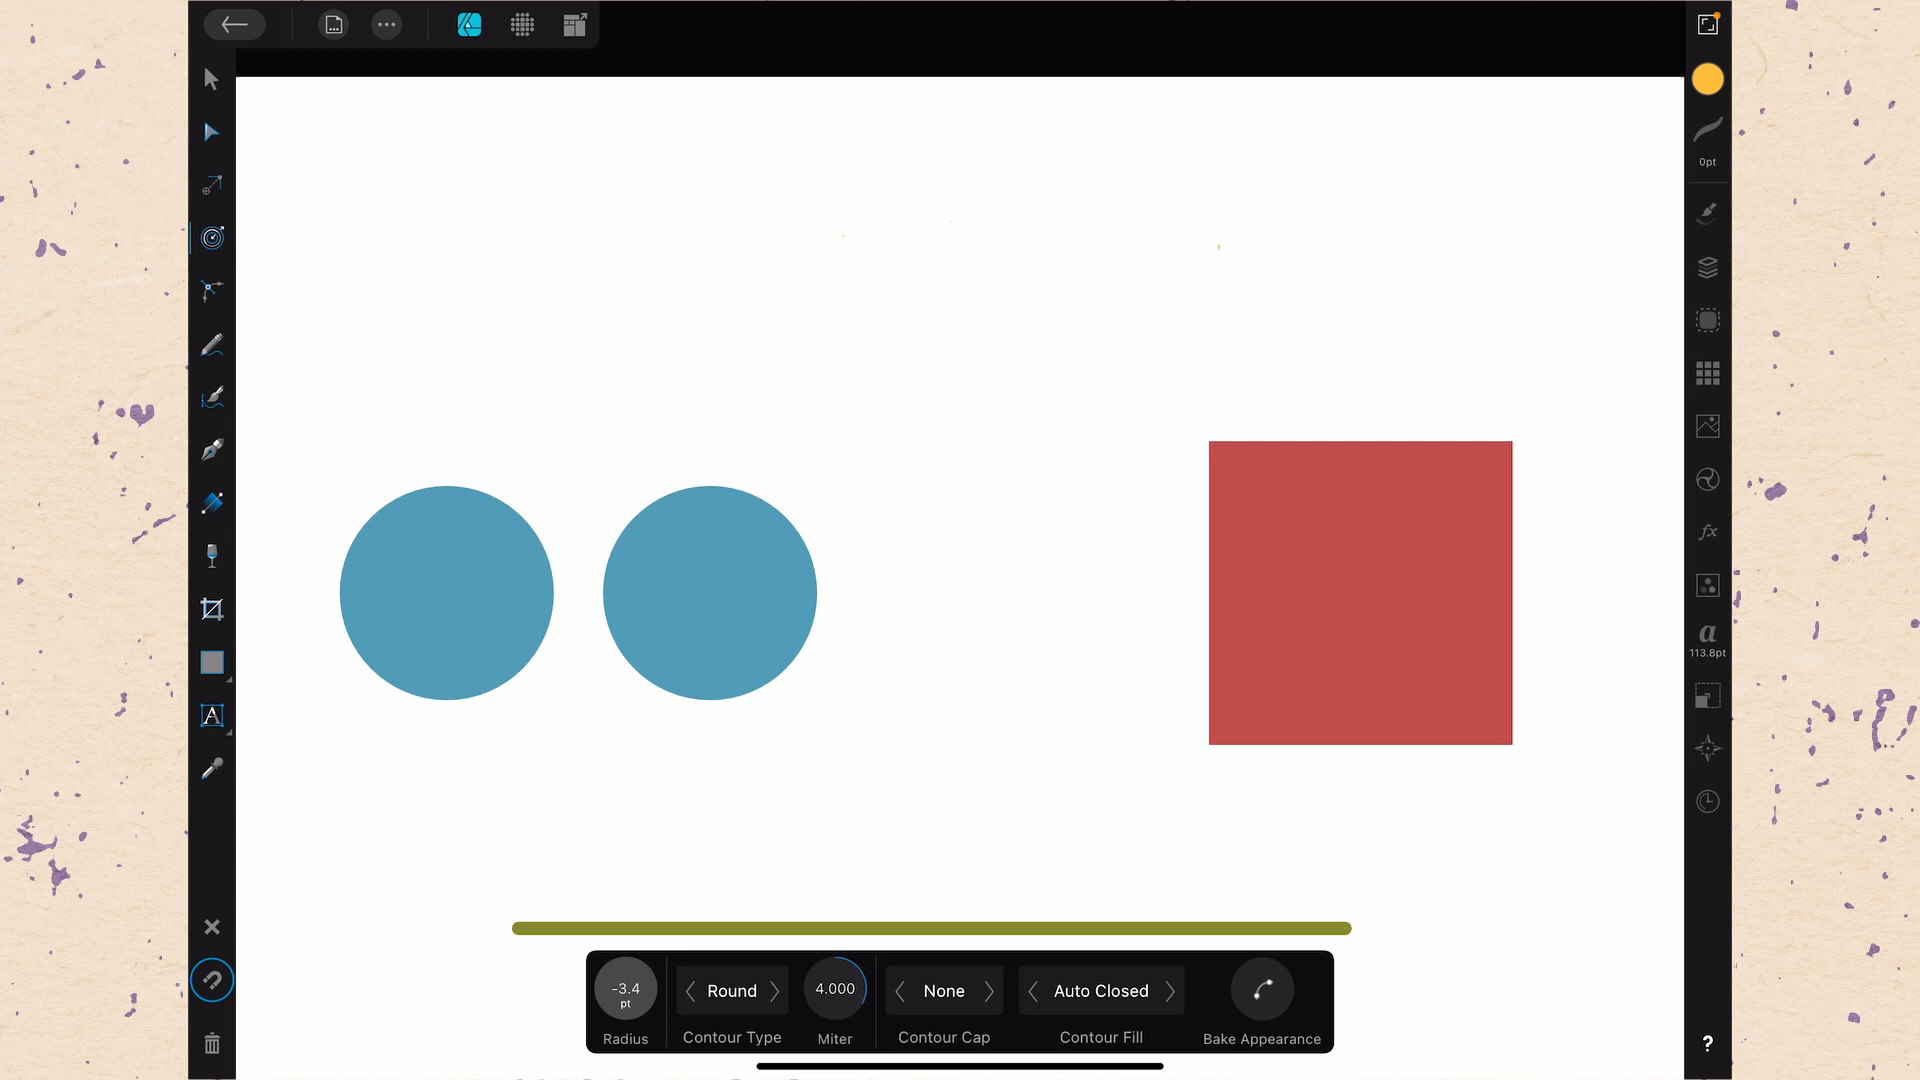 0pt
fx
A
a
113.8pt
-3.4
pt
Round
4.000
None
Auto Closed
Radius
Contour Type
Miter
Contour Cap
Contour Fill
Bake Appearance
?